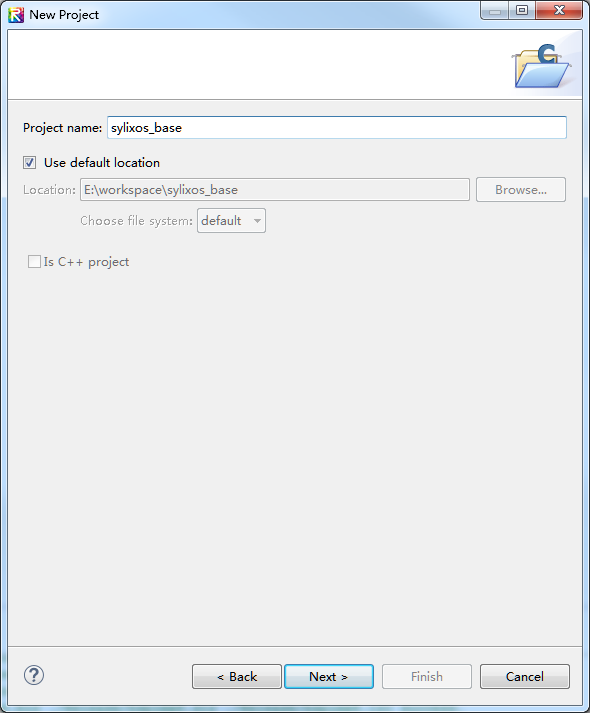 New Project
Project name: sylixos_base
Use default location
Location: E:\workspace\sylixos_base Browse...
Choose file system: default
Is C++ project
< Back Next > Finish Cancel